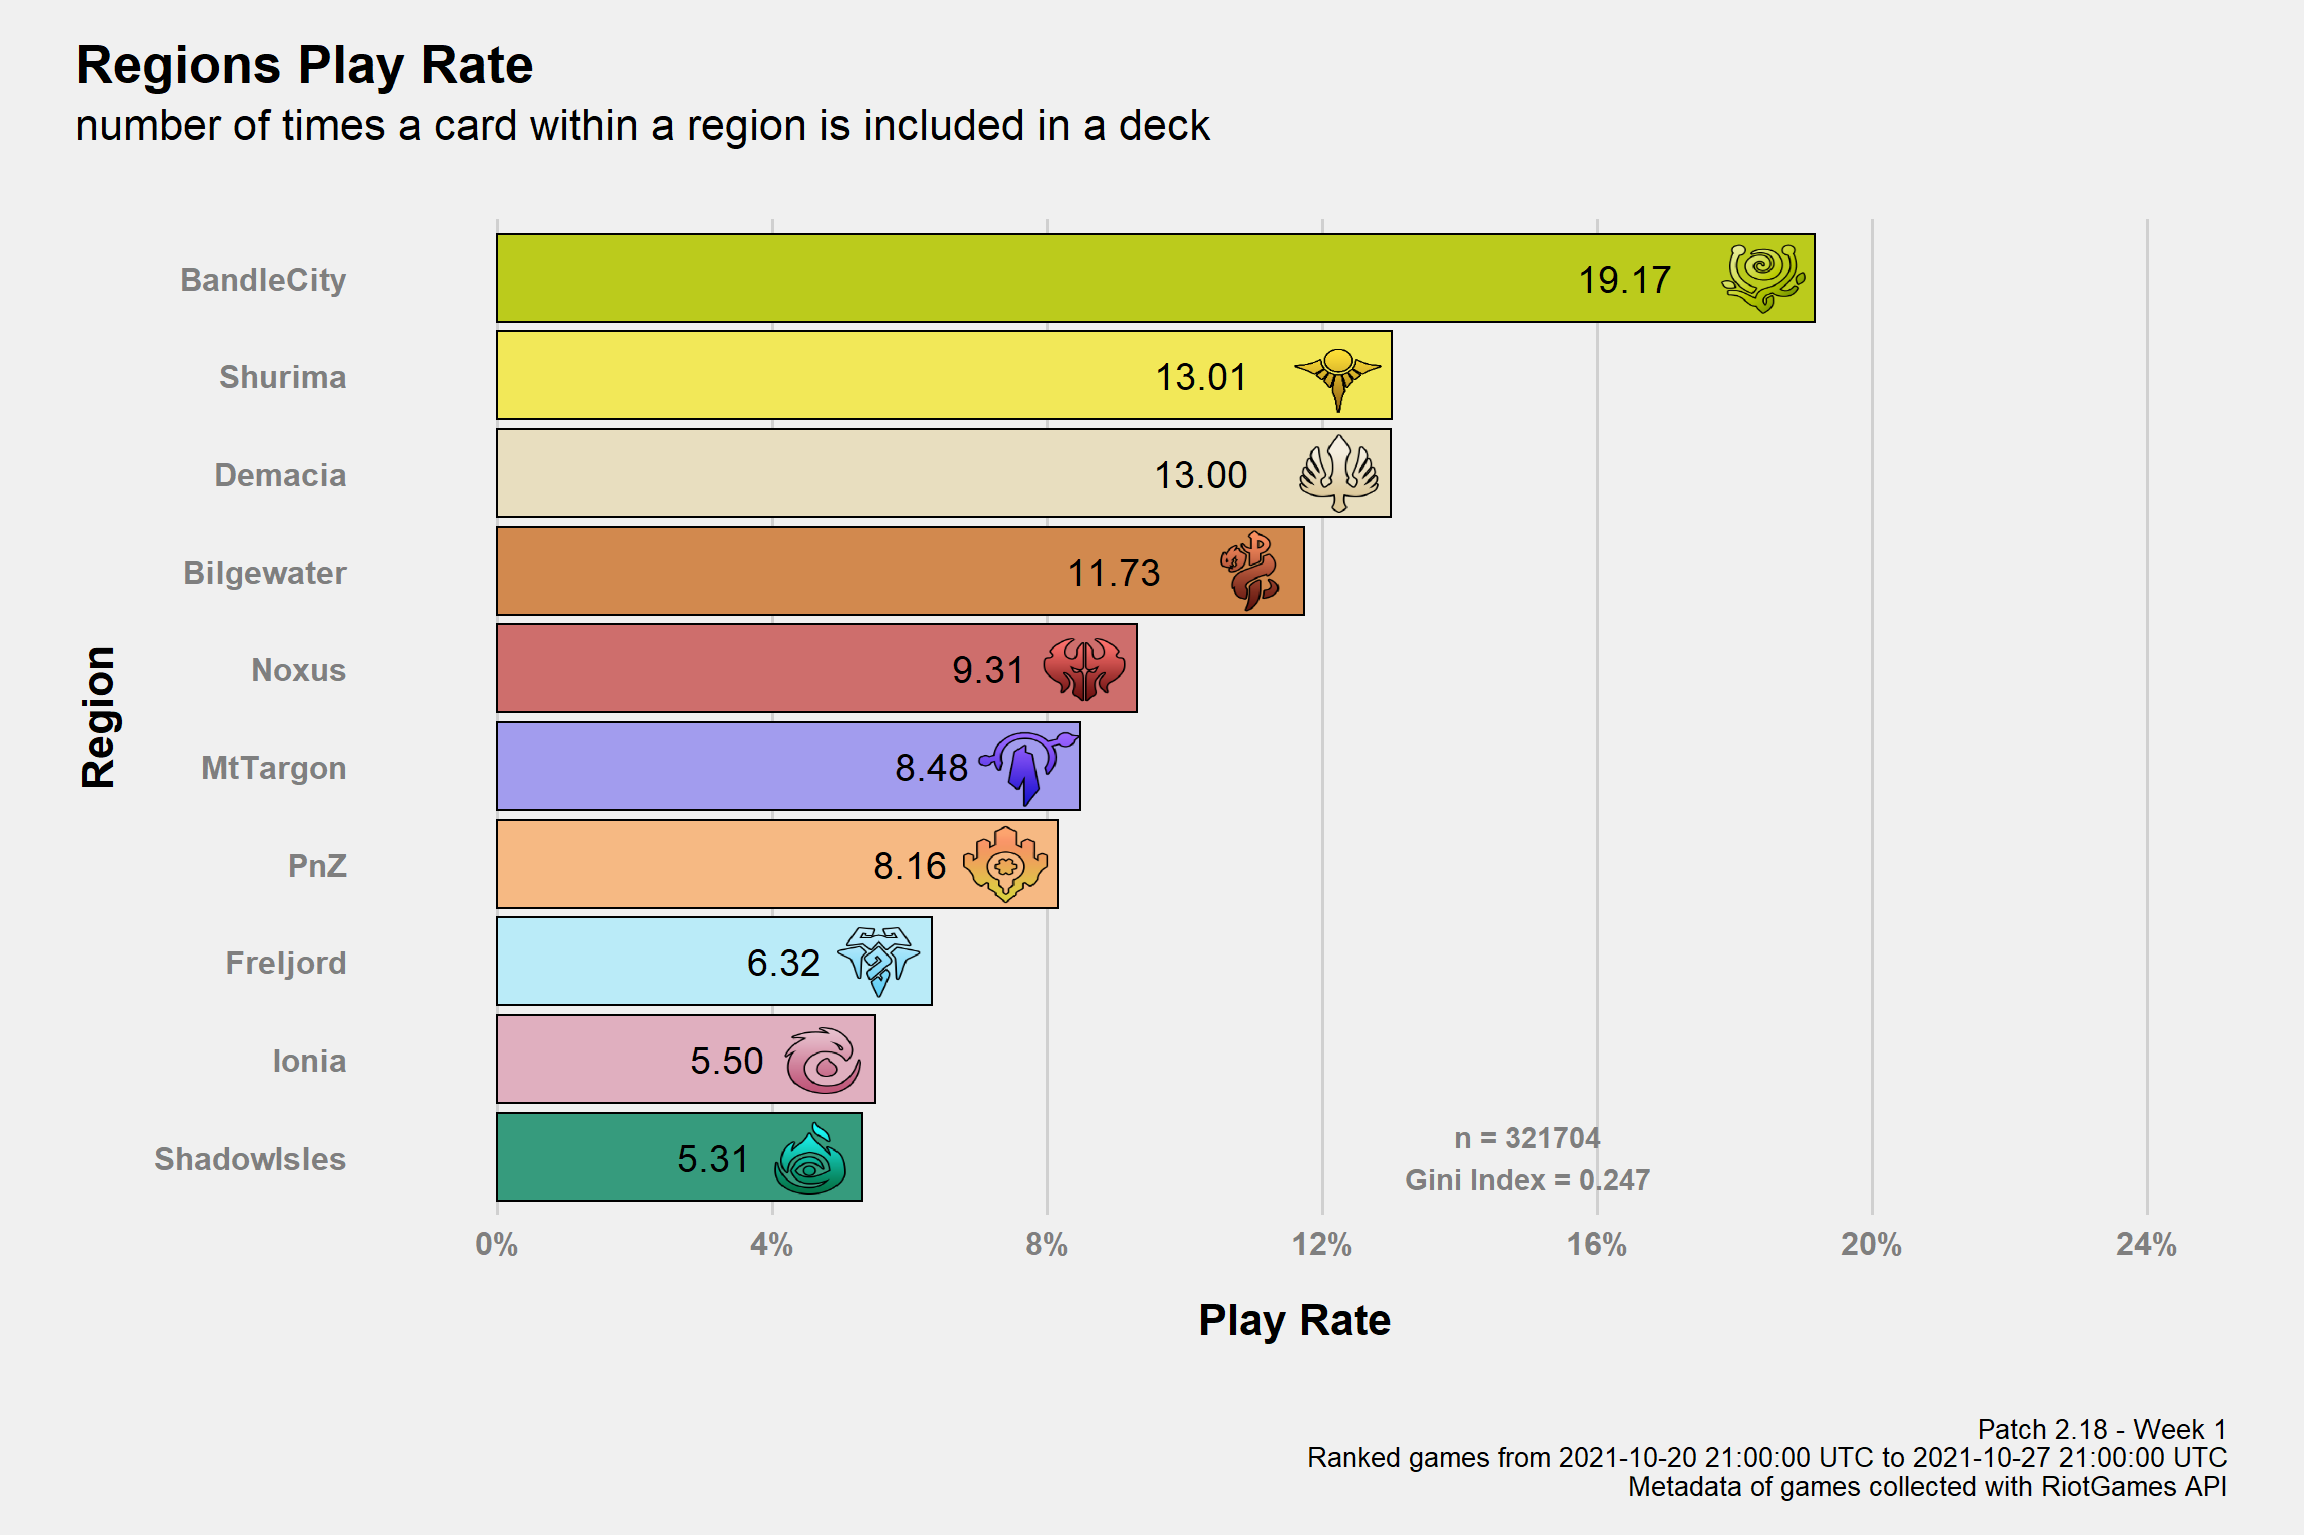 Regions Play Rate
number of times a card within a region is included in a deck
Region
BandleCity 19.17
Shurima 13.01
Demacia 13.00
Bilgewater 11.73
Noxus 9.31
MtTargon 8.48
PnZ 8.16
Freljord 6.32
Ionia 5.50
ShadowIsles 5.31
n = 321704
Gini Index = 0.247
0% 4% 8% 12% 16% 20% 24%
Play Rate
Patch 2.18 - Week 1
Ranked games from 2021-10-20 21:00:00 UTC to 2021-10-27 21:00:00 UTC
Metadata of games collected with RiotGames API